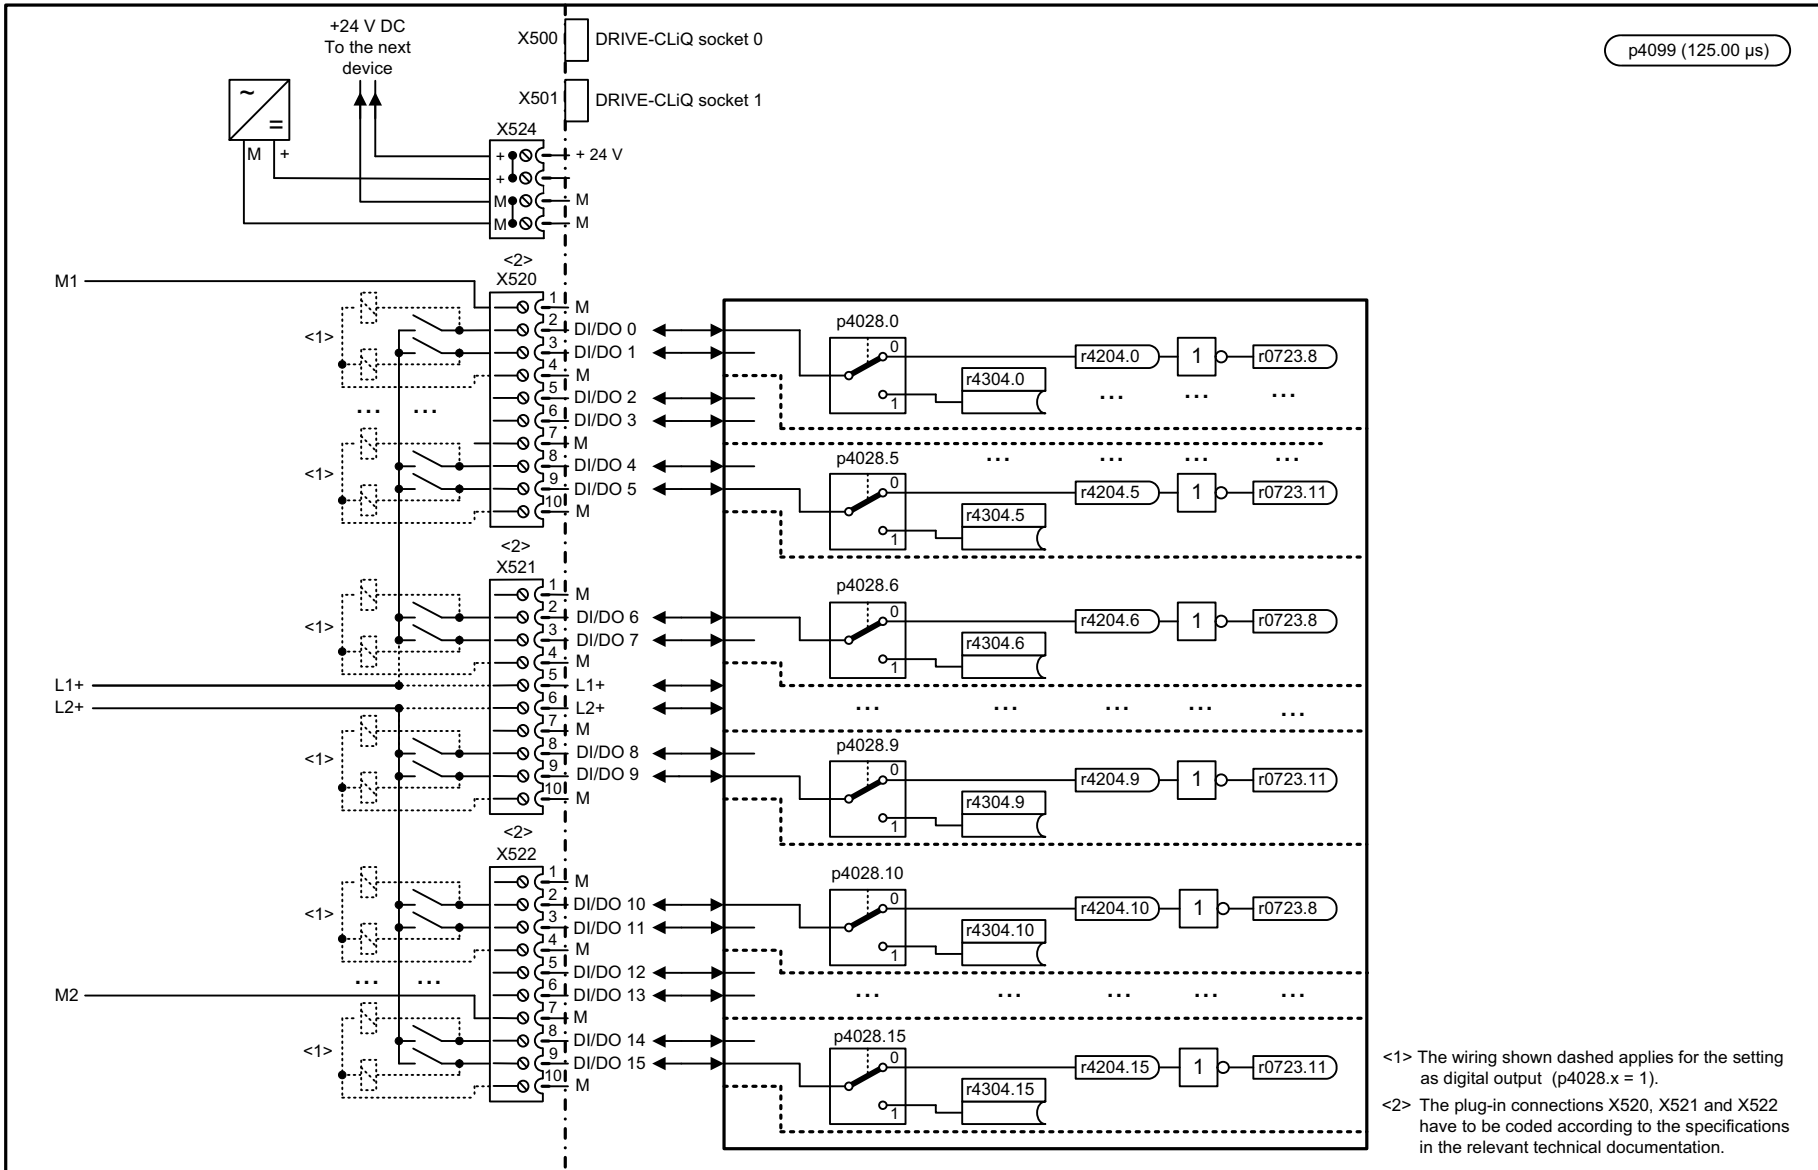 +24 V DC
To the next
device
X500
DRIVE-CLiQ socket 0
p4099 (125.00 µs)
X501
DRIVE-CLiQ socket 1
~
=
M +
X524
+
+ 24 V
+
M
M
M
M
<2>
X520
M1
<1>
1
M
2
DI/DO 0
3
DI/DO 1
4
M
5
DI/DO 2
6
DI/DO 3
7
M
<1>
8
DI/DO 4
9
DI/DO 5
10
M
... ...
p4028.0
0
1
r4204.0
1
r0723.8
r4304.0
... ... ...
... ... ... ...
p4028.5
0
1
r4204.5
1
r0723.11
r4304.5
<2>
X521
<1>
1
M
2
DI/DO 6
3
DI/DO 7
4
M
L1+
5
L1+
L2+
6
L2+
7
M
<1>
8
DI/DO 8
9
DI/DO 9
10
M
p4028.6
0
1
r4204.6
1
r0723.8
r4304.6
... ... ... ... ...
p4028.9
0
1
r4204.9
1
r0723.11
r4304.9
<2>
X522
<1>
1
M
2
DI/DO 10
3
DI/DO 11
4
M
5
DI/DO 12
... ...
M2
6
DI/DO 13
7
M
<1>
8
DI/DO 14
9
DI/DO 15
10
M
p4028.10
0
1
r4204.10
1
r0723.8
r4304.10
... ... ... ... ...
p4028.15
0
1
r4204.15
1
r0723.11
r4304.15
<1> The wiring shown dashed applies for the setting
as digital output (p4028.x = 1).
<2> The plug-in connections X520, X521 and X522
have to be coded according to the specifications
in the relevant technical documentation.